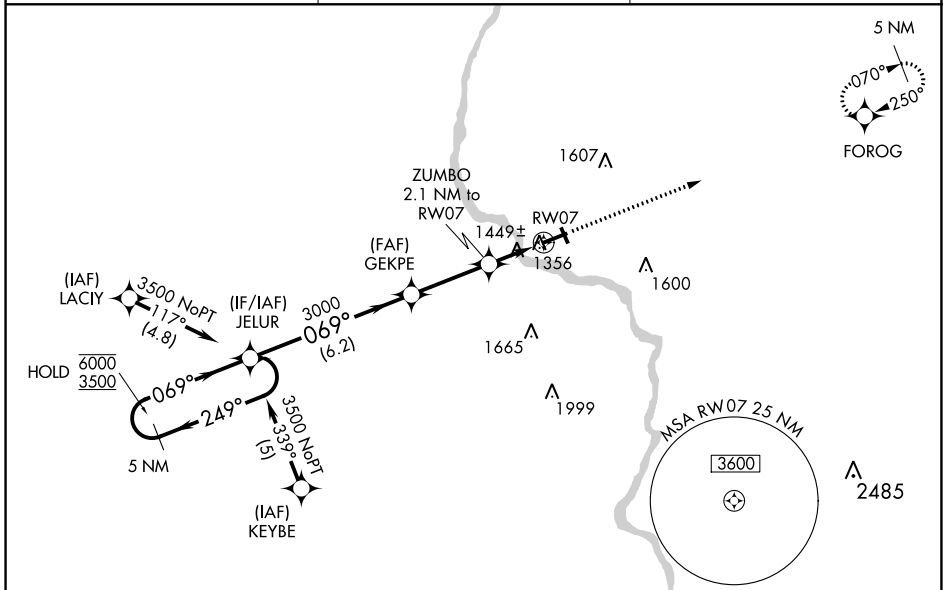 5 NM
070°
250°
FOROG
1607
ZUMBO
2.1 NM to
RW07
RW07
1449±
1356
(FAF)
GEKPE
1600
(IAF)
LACIY
3500 NoPT
117°
(4.8)
(IF/IAF)
JELUR
3000
069°
(6.2)
1665
HOLD 6000
3500
069°
249°
5 NM
3500 NoPT
339°
(5)
(IAF)
KEYBE
1999
MSA RW07 25 NM
3600
2485